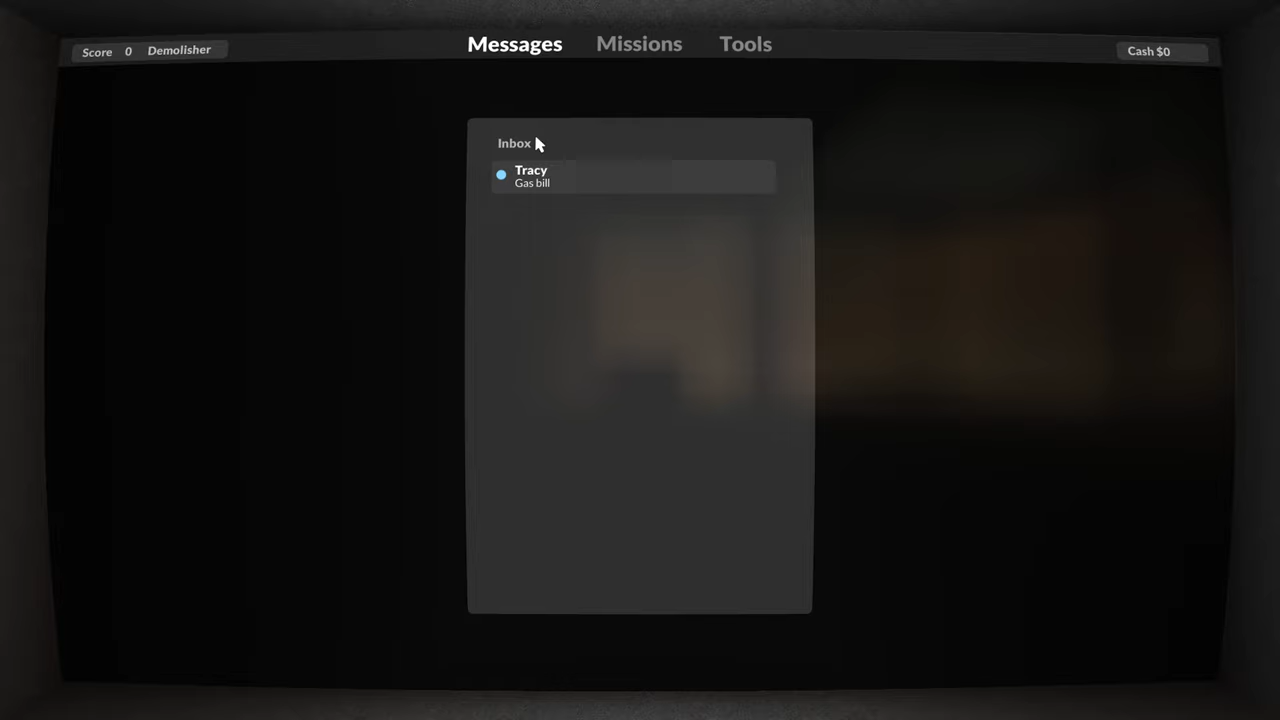 Score 0 Demolisher
Messages Missions Tools
Cash $0
Inbox
Tracy
Gas bill